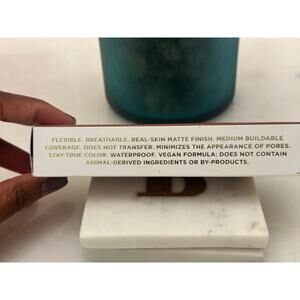 FLEXIBLE. BREATHABLE. REAL-SKIN MATTE FINISH. MEDIUM BUILDABLE
COVERAGE. DOES NOT TRANSFER. MINIMIZES THE APPEARANCE OF PORES.
STAY-TRUE COLOR. WATERPROOF. VEGAN FORMULA: DOES NOT CONTAIN
ANIMAL-DERIVED INGREDIENTS OR BY-PRODUCTS.